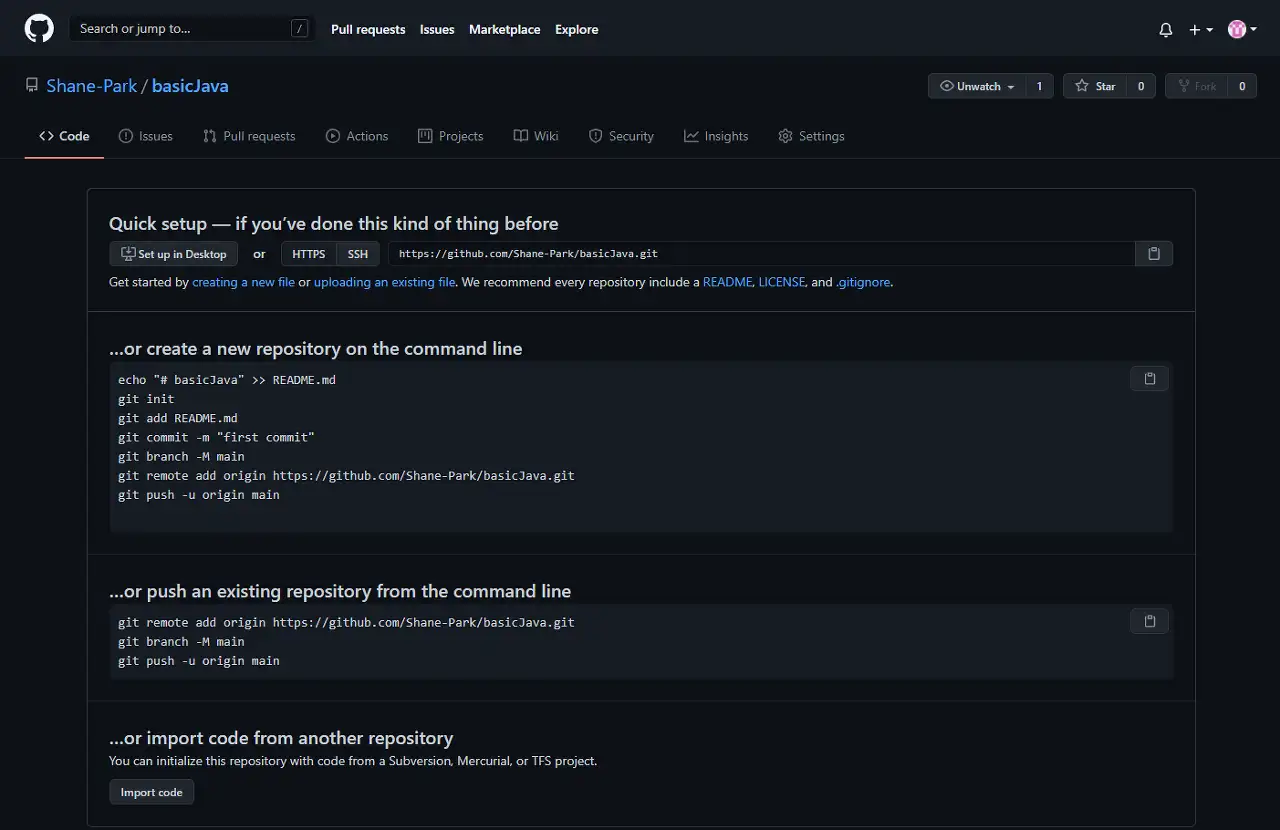 Search or jump to... /
Pull requests Issues Marketplace Explore
Shane-Park / basicJava
Unwatch 1 Star 0 Fork 0
Code Issues Pull requests Actions Projects Wiki Security Insights Settings
Quick setup — if you've done this kind of thing before
Set up in Desktop or HTTPS SSH https://github.com/Shane-Park/basicJava.git
Get started by creating a new file or uploading an existing file. We recommend every repository include a README, LICENSE, and .gitignore.
…or create a new repository on the command line
echo "# basicJava" >> README.md
git init
git add README.md
git commit -m "first commit"
git branch -M main
git remote add origin https://github.com/Shane-Park/basicJava.git
git push -u origin main
…or push an existing repository from the command line
git remote add origin https://github.com/Shane-Park/basicJava.git
git branch -M main
git push -u origin main
…or import code from another repository
You can initialize this repository with code from a Subversion, Mercurial, or TFS project.
Import code